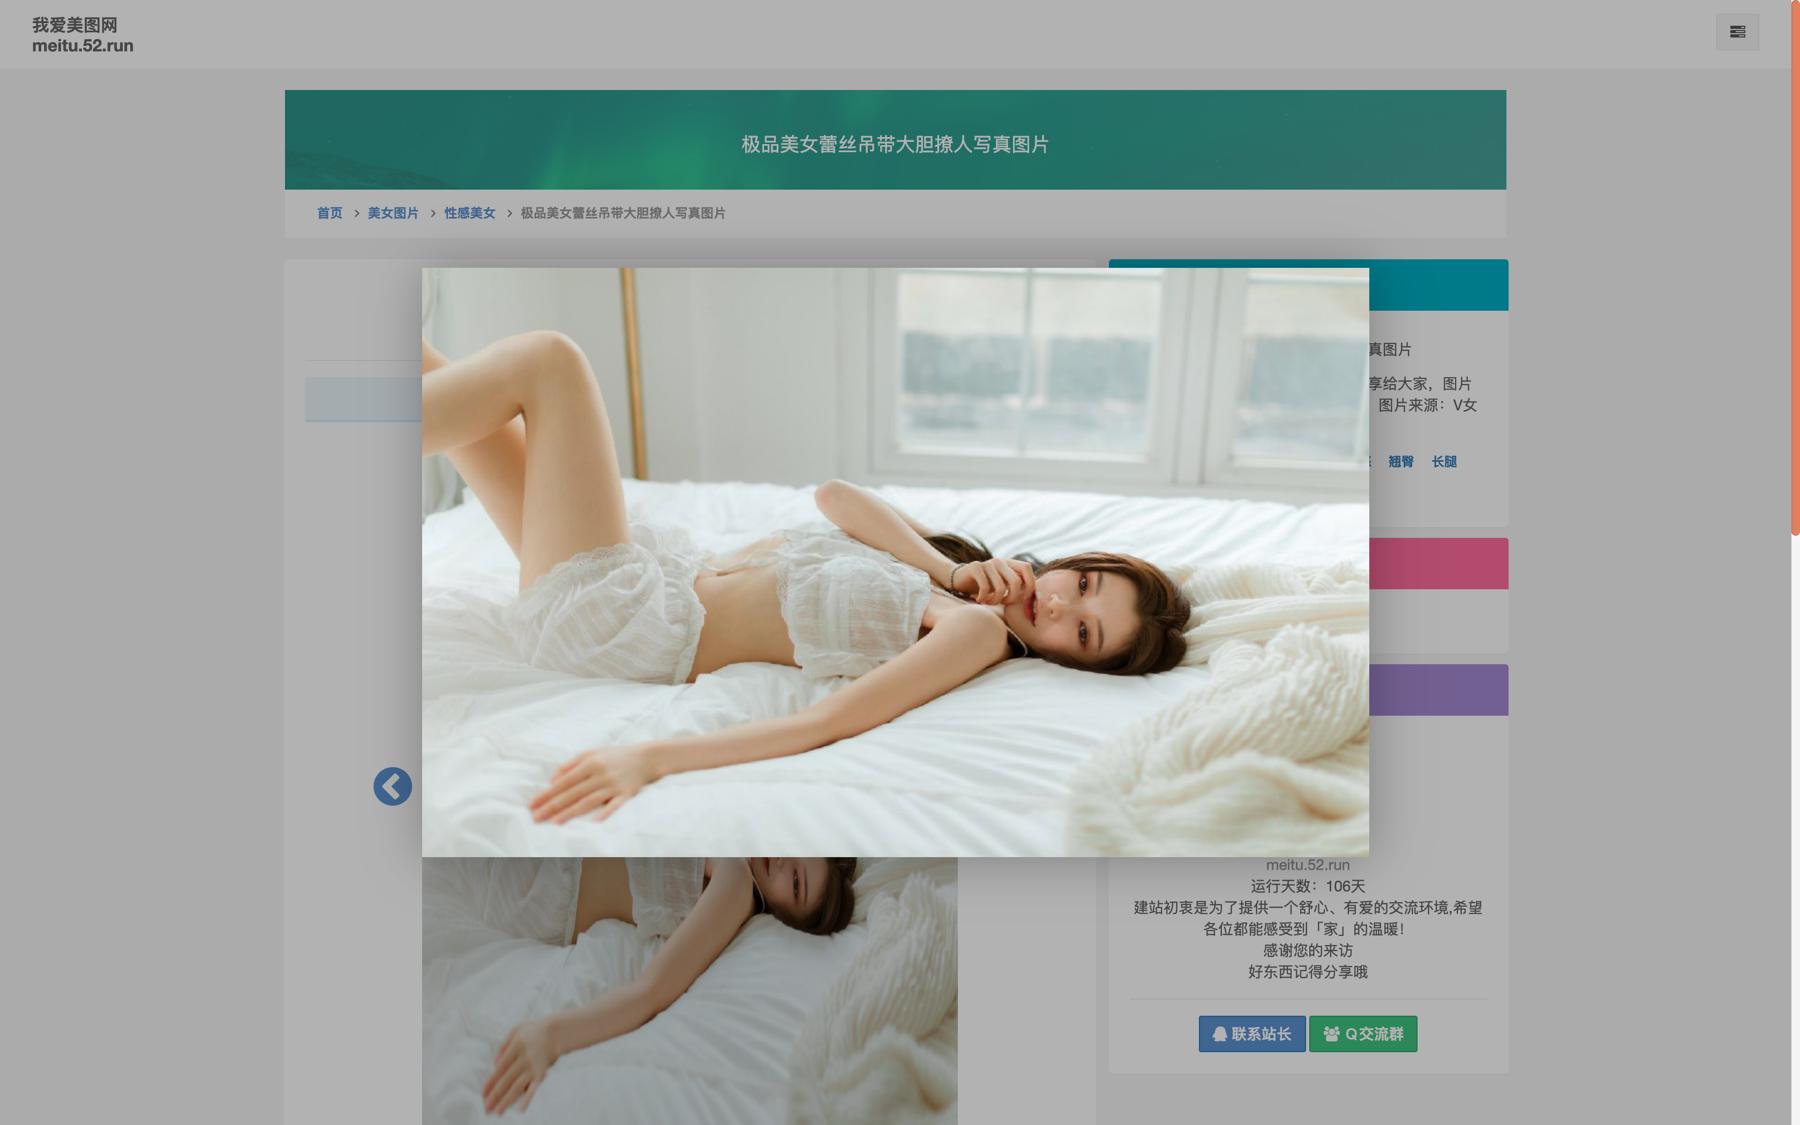 我爱美图网
meitu.52.run
极品美女蕾丝吊带大胆撩人写真图片
首页 > 美女图片 > 性感美女 > 极品美女蕾丝吊带大胆撩人写真图片
真图片
享给大家，图片
图片来源：V女
翘臀 长腿
meitu.52.run
运行天数：106天
建站初衷是为了提供一个舒心、有爱的交流环境,希望
各位都能感受到「家」的温暖！
感谢您的来访
好东西记得分享哦
联系站长 Q交流群